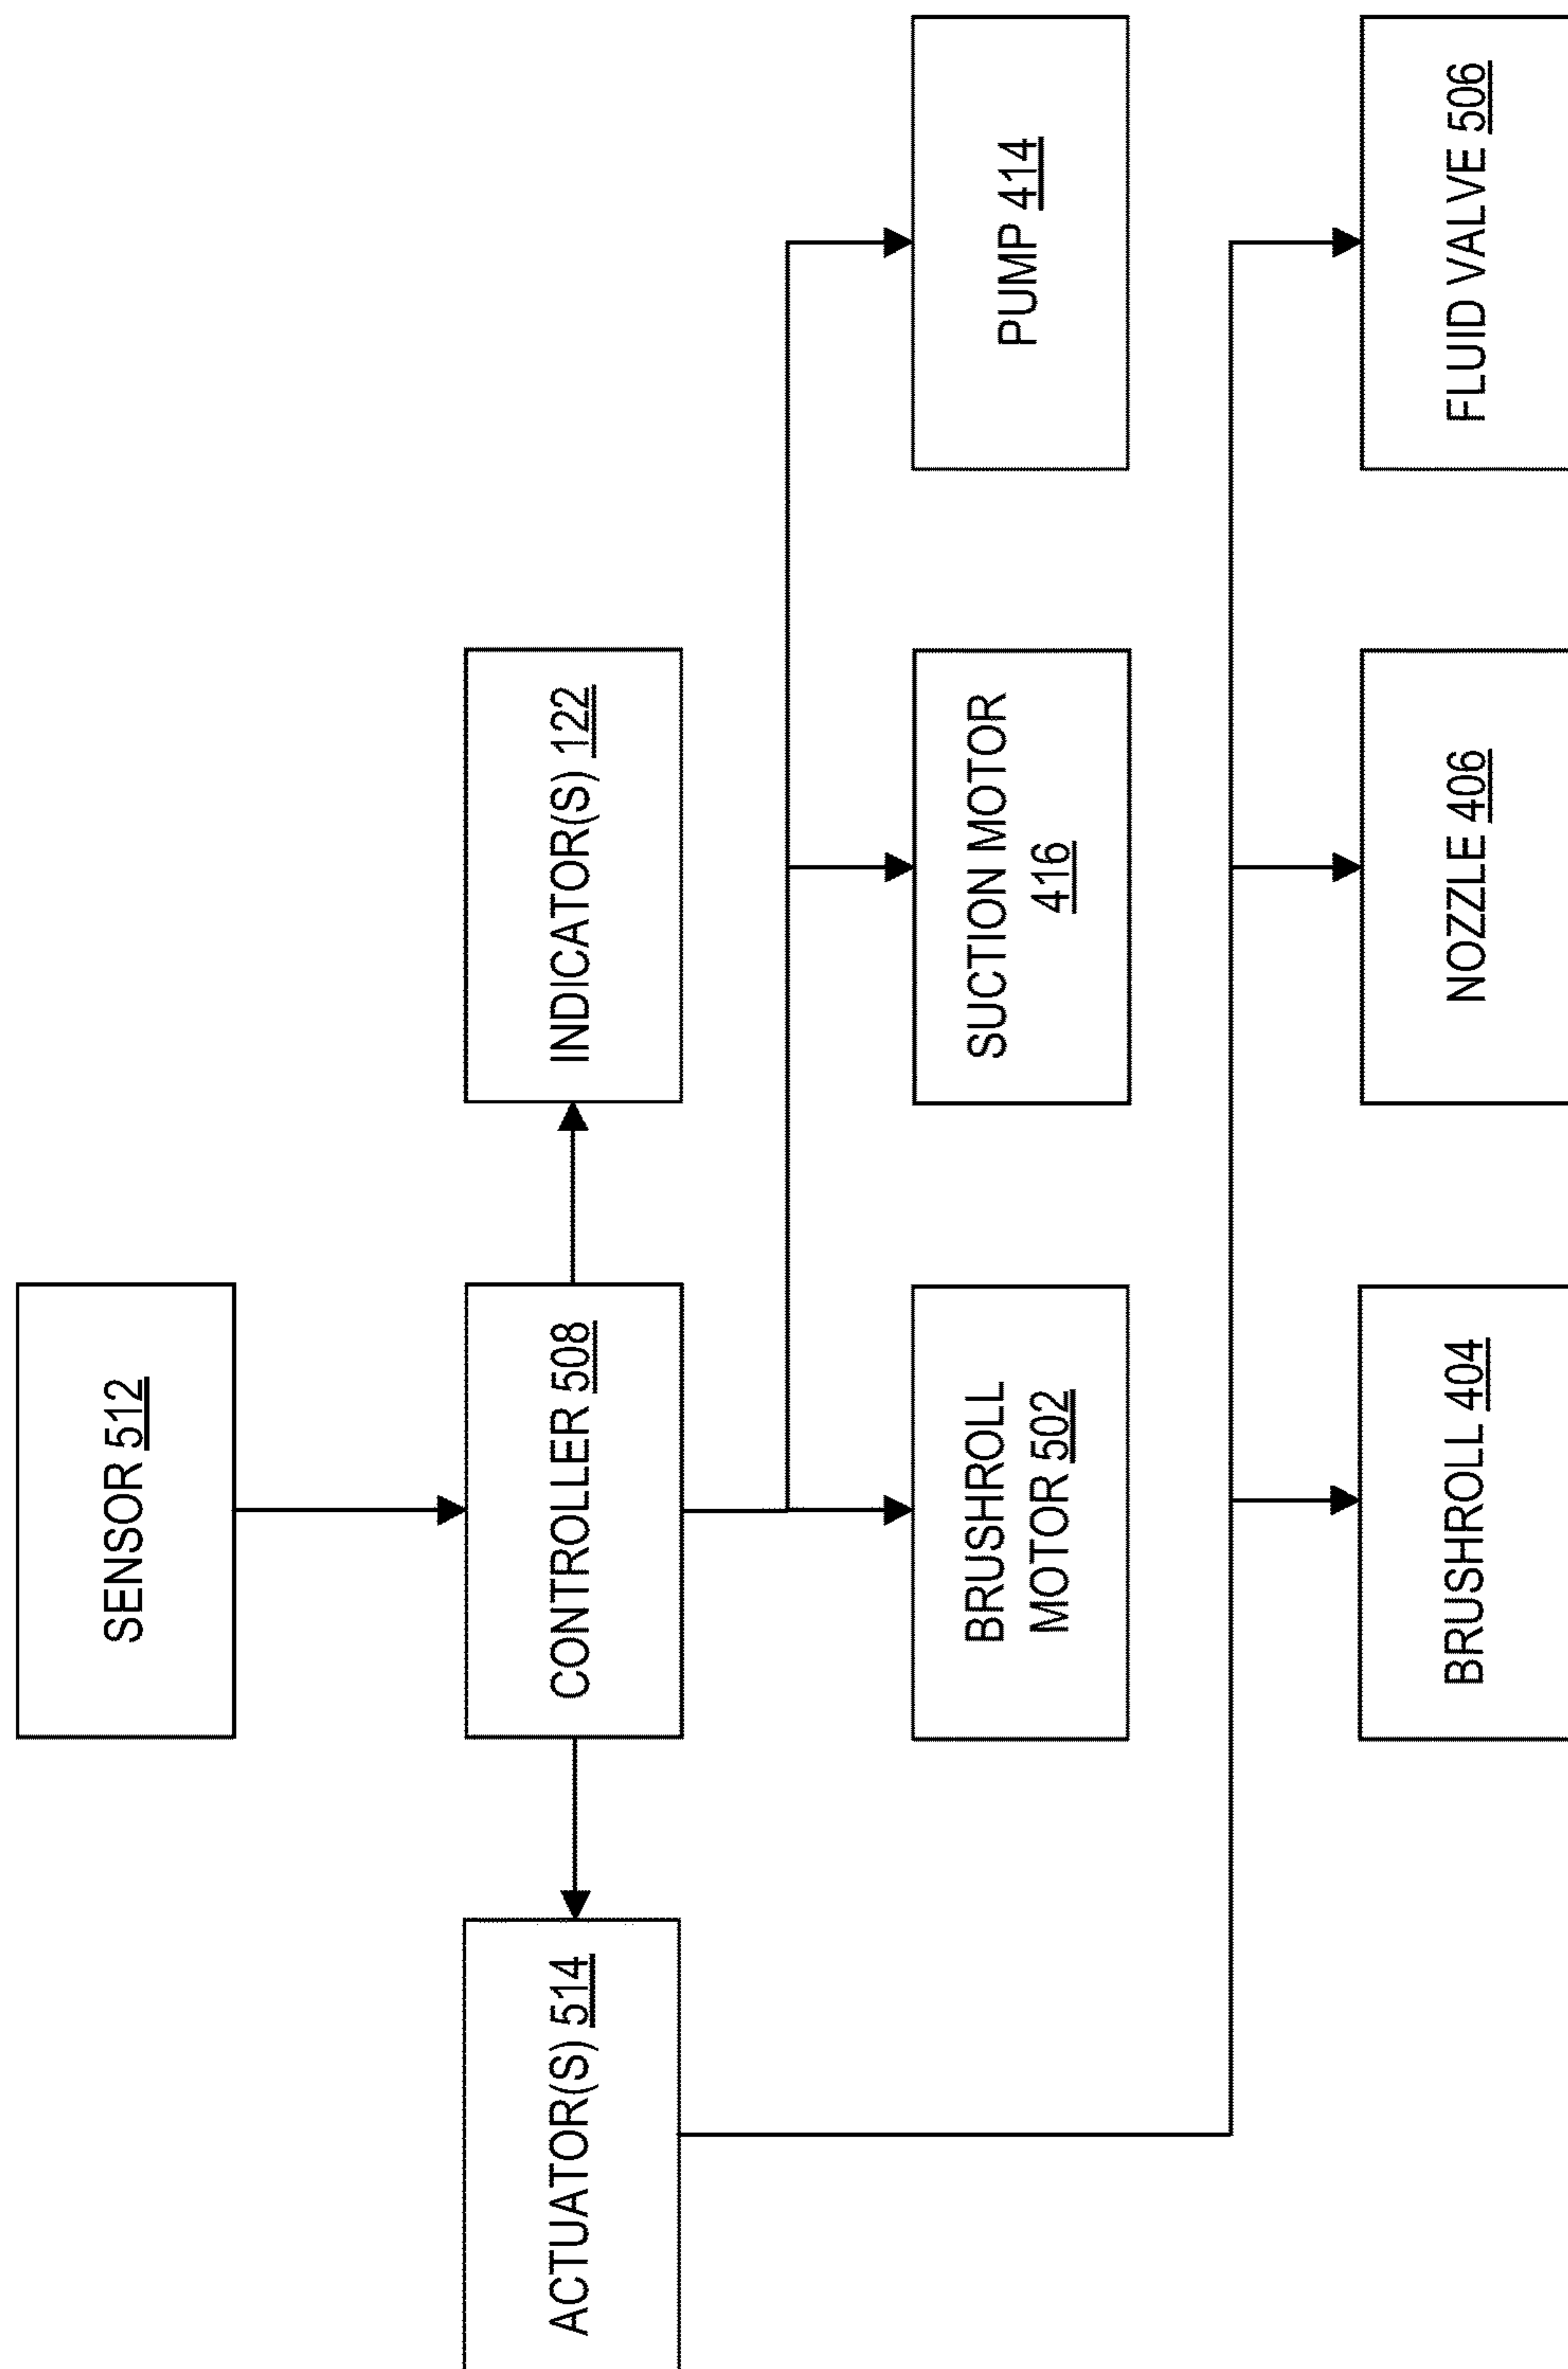 SENSOR 512
ACTUATOR(S) 514
CONTROLLER 508
INDICATOR(S) 122
BRUSHROLL
MOTOR 502
SUCTION MOTOR
416
PUMP 414
BRUSHROLL 404
NOZZLE 406
FLUID VALVE 506